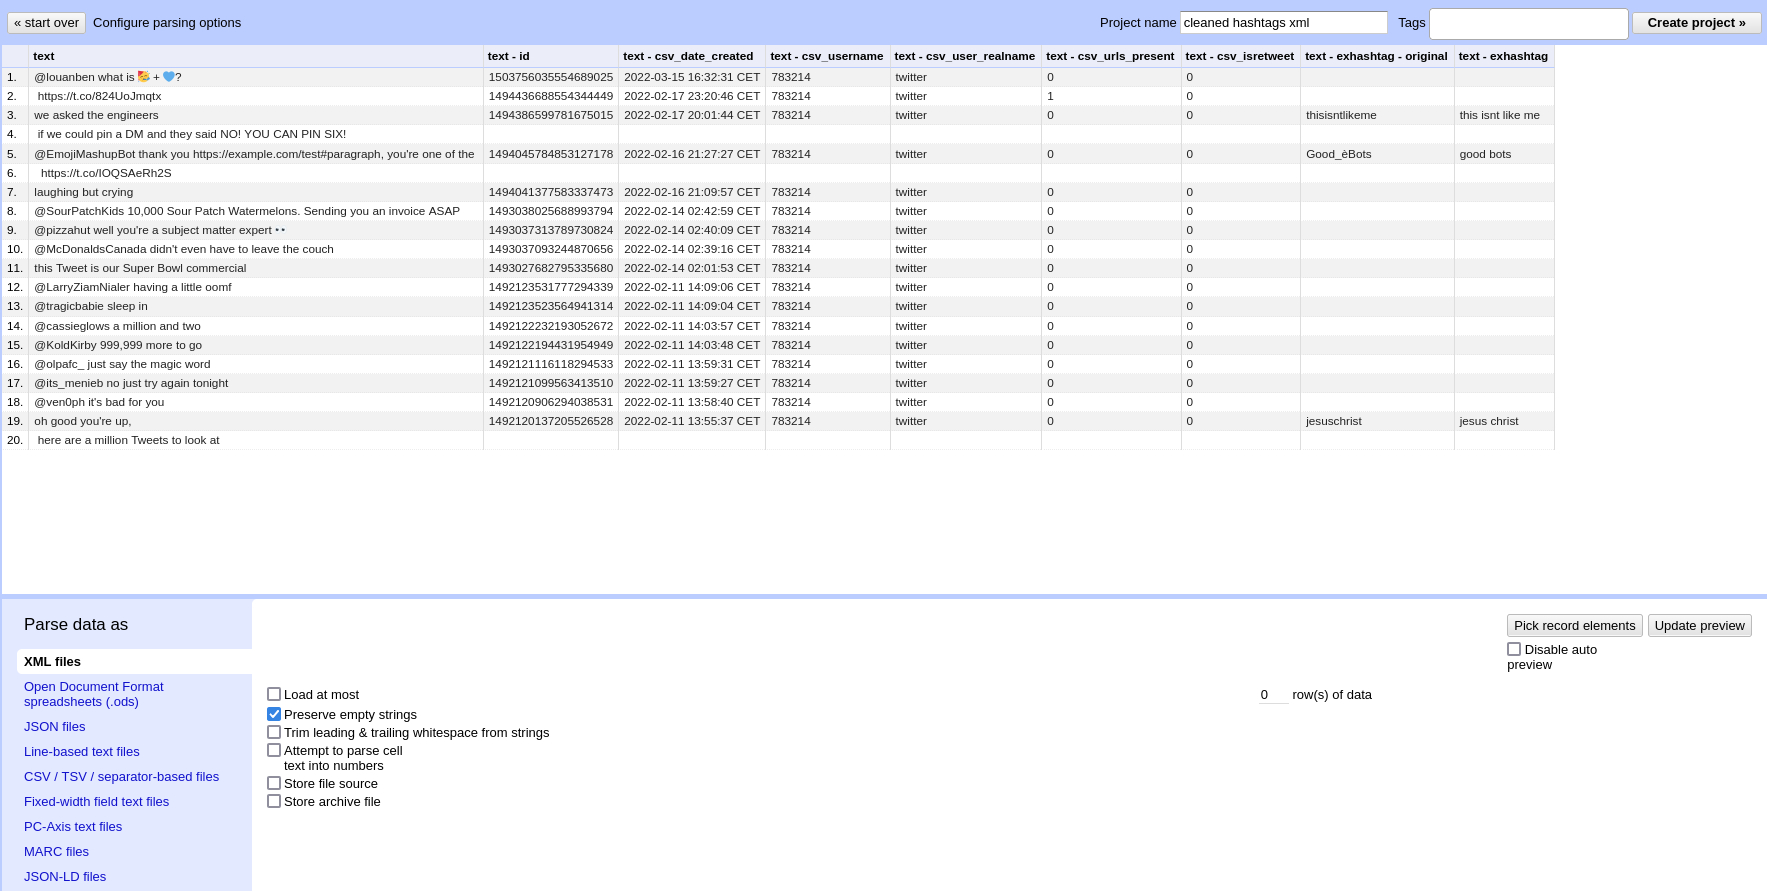 « start over Configure parsing options Project name cleaned hashtags xml Tags Create project »
text text - id text - csv_date_created text - csv_username text - csv_user_realname text - csv_urls_present text - csv_isretweet text - exhashtag - original text - exhashtag
1. @louanben what is 🥰 + 💙? 1503756035554689025 2022-03-15 16:32:31 CET 783214 twitter 0 0
2. https://t.co/824UoJmqtx 1494436688554344449 2022-02-17 23:20:46 CET 783214 twitter 1 0
3. we asked the engineers 1494386599781675015 2022-02-17 20:01:44 CET 783214 twitter 0 0 thisisntlikeme this isnt like me
4. if we could pin a DM and they said NO! YOU CAN PIN SIX!
5. @EmojiMashupBot thank you https://example.com/test#paragraph, you're one of the 1494045784853127178 2022-02-16 21:27:27 CET 783214 twitter 0 0 Good_èBots good bots
6. https://t.co/IOQSAeRh2S
7. laughing but crying 1494041377583337473 2022-02-16 21:09:57 CET 783214 twitter 0 0
8. @SourPatchKids 10,000 Sour Patch Watermelons. Sending you an invoice ASAP 1493038025688993794 2022-02-14 02:42:59 CET 783214 twitter 0 0
9. @pizzahut well you're a subject matter expert 👀 1493037313789730824 2022-02-14 02:40:09 CET 783214 twitter 0 0
10. @McDonaldsCanada didn't even have to leave the couch 1493037093244870656 2022-02-14 02:39:16 CET 783214 twitter 0 0
11. this Tweet is our Super Bowl commercial 1493027682795335680 2022-02-14 02:01:53 CET 783214 twitter 0 0
12. @LarryZiamNialer having a little oomf 1492123531777294339 2022-02-11 14:09:06 CET 783214 twitter 0 0
13. @tragicbabie sleep in 1492123523564941314 2022-02-11 14:09:04 CET 783214 twitter 0 0
14. @cassieglows a million and two 1492122232193052672 2022-02-11 14:03:57 CET 783214 twitter 0 0
15. @KoldKirby 999,999 more to go 1492122194431954949 2022-02-11 14:03:48 CET 783214 twitter 0 0
16. @olpafc_ just say the magic word 1492121116118294533 2022-02-11 13:59:31 CET 783214 twitter 0 0
17. @its_menieb no just try again tonight 1492121099563413510 2022-02-11 13:59:27 CET 783214 twitter 0 0
18. @ven0ph it's bad for you 1492120906294038531 2022-02-11 13:58:40 CET 783214 twitter 0 0
19. oh good you're up, 1492120137205526528 2022-02-11 13:55:37 CET 783214 twitter 0 0 jesuschrist jesus christ
20. here are a million Tweets to look at
Parse data as
XML files
Open Document Format
spreadsheets (.ods)
JSON files
Line-based text files
CSV / TSV / separator-based files
Fixed-width field text files
PC-Axis text files
MARC files
JSON-LD files
Pick record elements Update preview
Disable auto
preview
Load at most 0 row(s) of data
Preserve empty strings
Trim leading & trailing whitespace from strings
Attempt to parse cell
text into numbers
Store file source
Store archive file